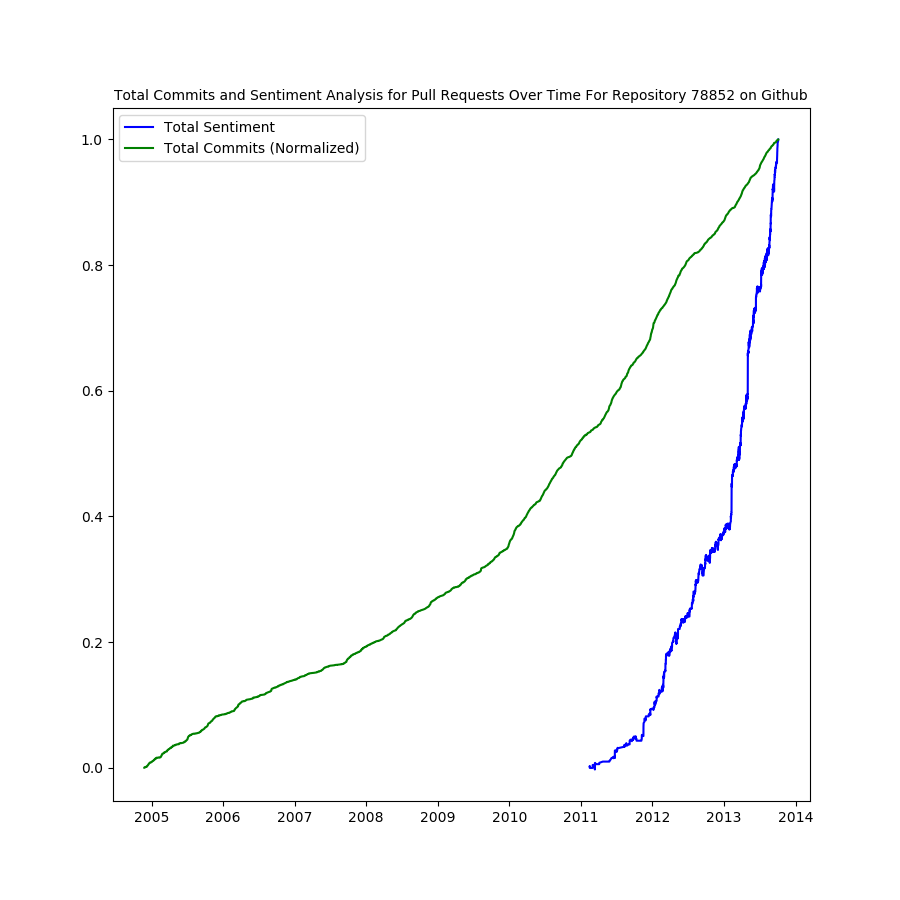 Total Commits and Sentiment Analysis for Pull Requests Over Time For Repository 78852 on Github
Total Sentiment
Total Commits (Normalized)
1.0
0.8
0.6
0.4
0.2
0.0
2005 2006 2007 2008 2009 2010 2011 2012 2013 2014